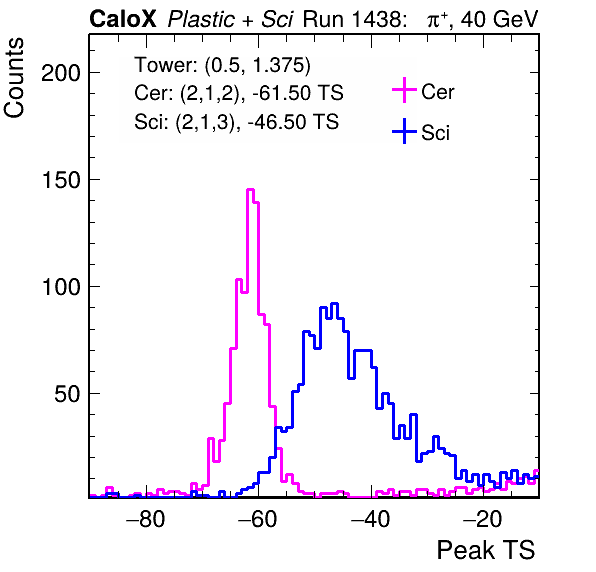 CaloX Plastic + Sci Run 1438: π⁺, 40 GeV
Counts
Tower: (0.5, 1.375)
Cer: (2,1,2), -61.50 TS
Sci: (2,1,3), -46.50 TS
Cer
Sci
200
150
100
50
−80 −60 −40 −20
Peak TS